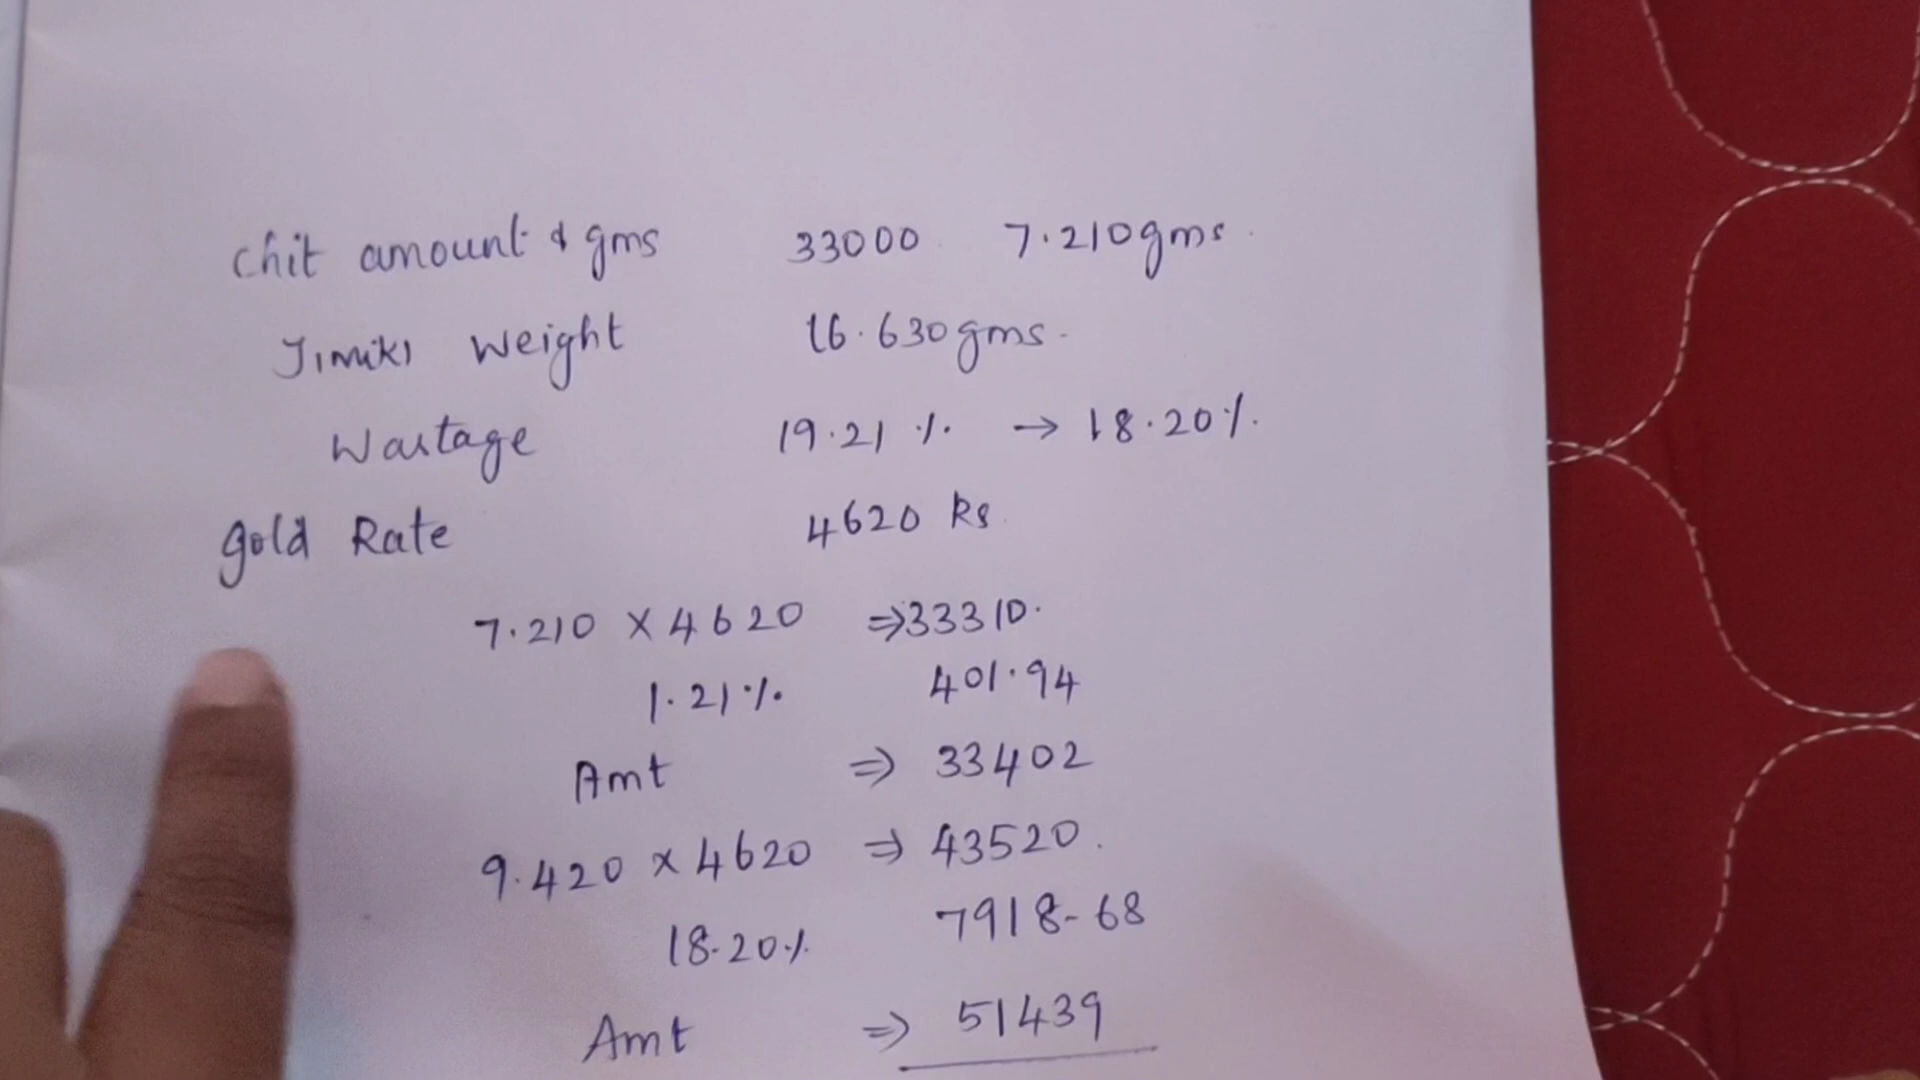 Chit amount & gms 33000 7.210gms.
Jimiki weight 16.630gms.
Wastage 19.21 % → 18.20%.
gold Rate 4620 Rs
7.210 x 4620 ⇒33310.
1.21% 401.94
Amt ⇒ 33402
9.420 x 4620 ⇒ 43520.
18.20% 7918-68
Amt ⇒ 51439